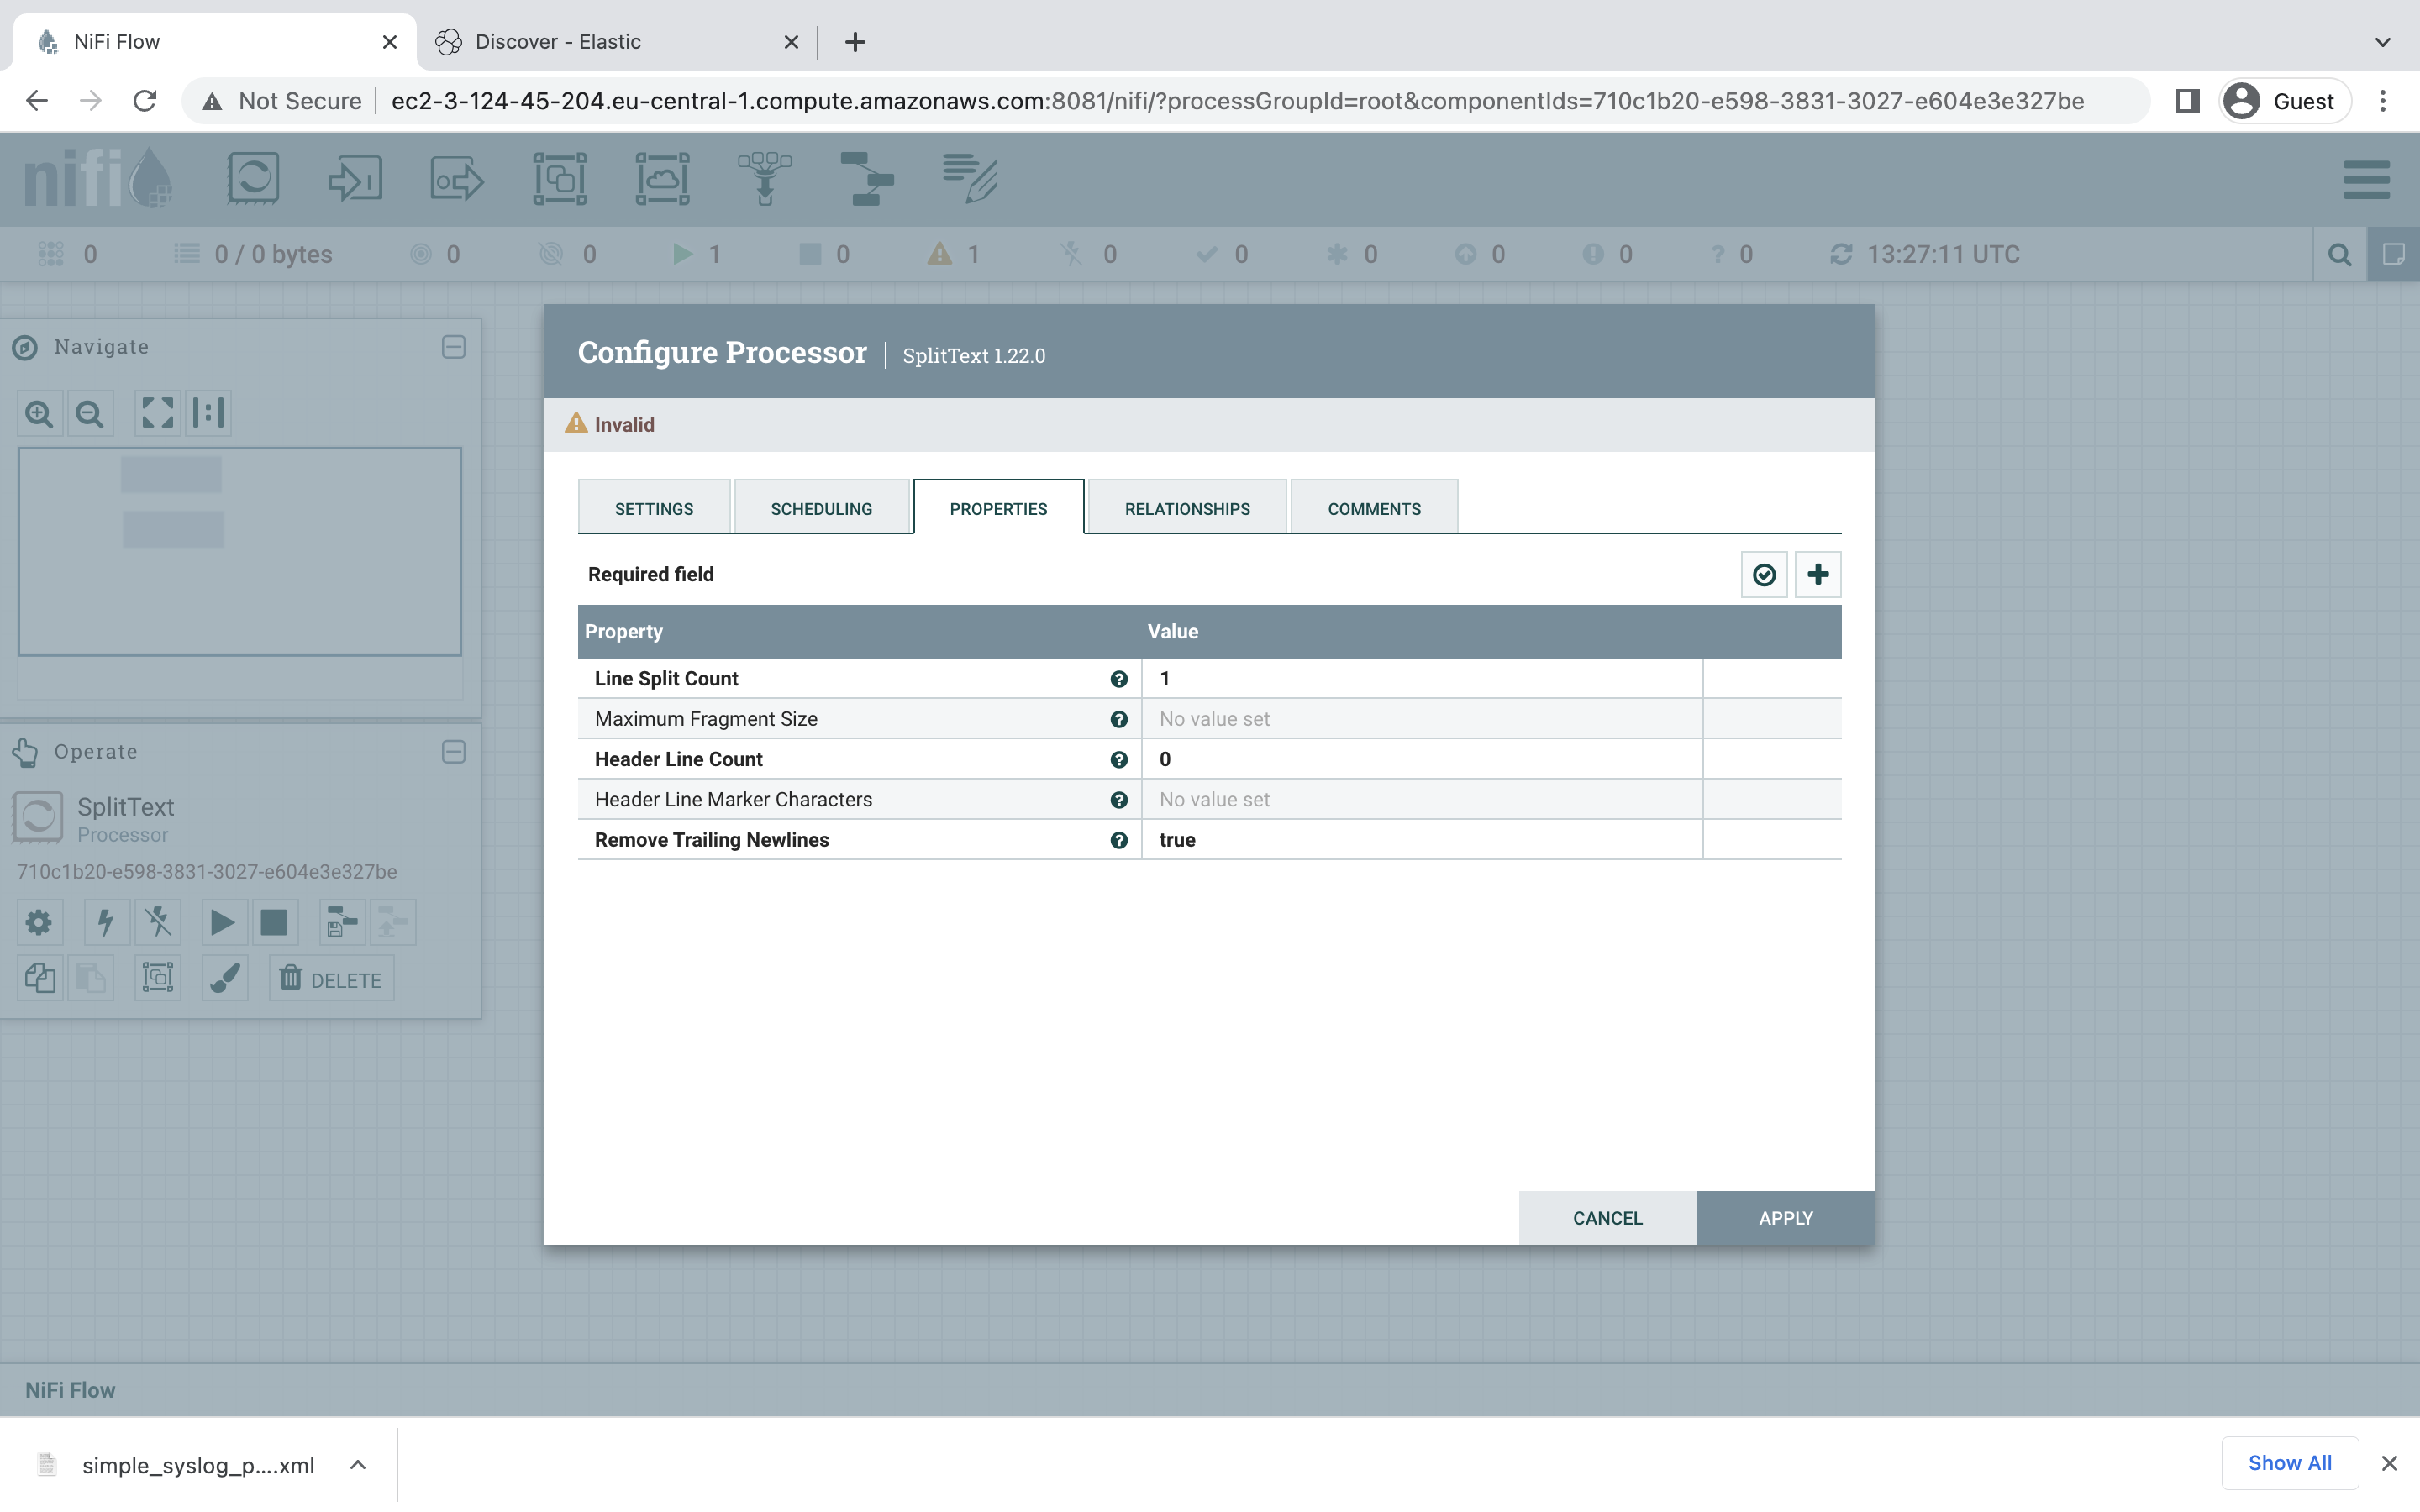 NiFi Flow
Discover - Elastic
Not Secure
ec2-3-124-45-204.eu-central-1.compute.amazonaws.com:8081/nifi/?processGroupId=root&componentIds=710c1b20-e598-3831-3027-e604e3e327be
Guest
nifi
0
0 / 0 bytes
0
0
1
0
1
0
0
0
0
0
0
13:27:11 UTC
Navigate
Configure Processor
SplitText 1.22.0
Invalid
SETTINGS
SCHEDULING
PROPERTIES
RELATIONSHIPS
COMMENTS
Required field
Property Value
Line Split Count 1
Maximum Fragment Size No value set
Header Line Count 0
Header Line Marker Characters No value set
Remove Trailing Newlines true
Operate
SplitText
Processor
710c1b20-e598-3831-3027-e604e3e327be
DELETE
CANCEL
APPLY
NiFi Flow
simple_syslog_p....xml
Show All